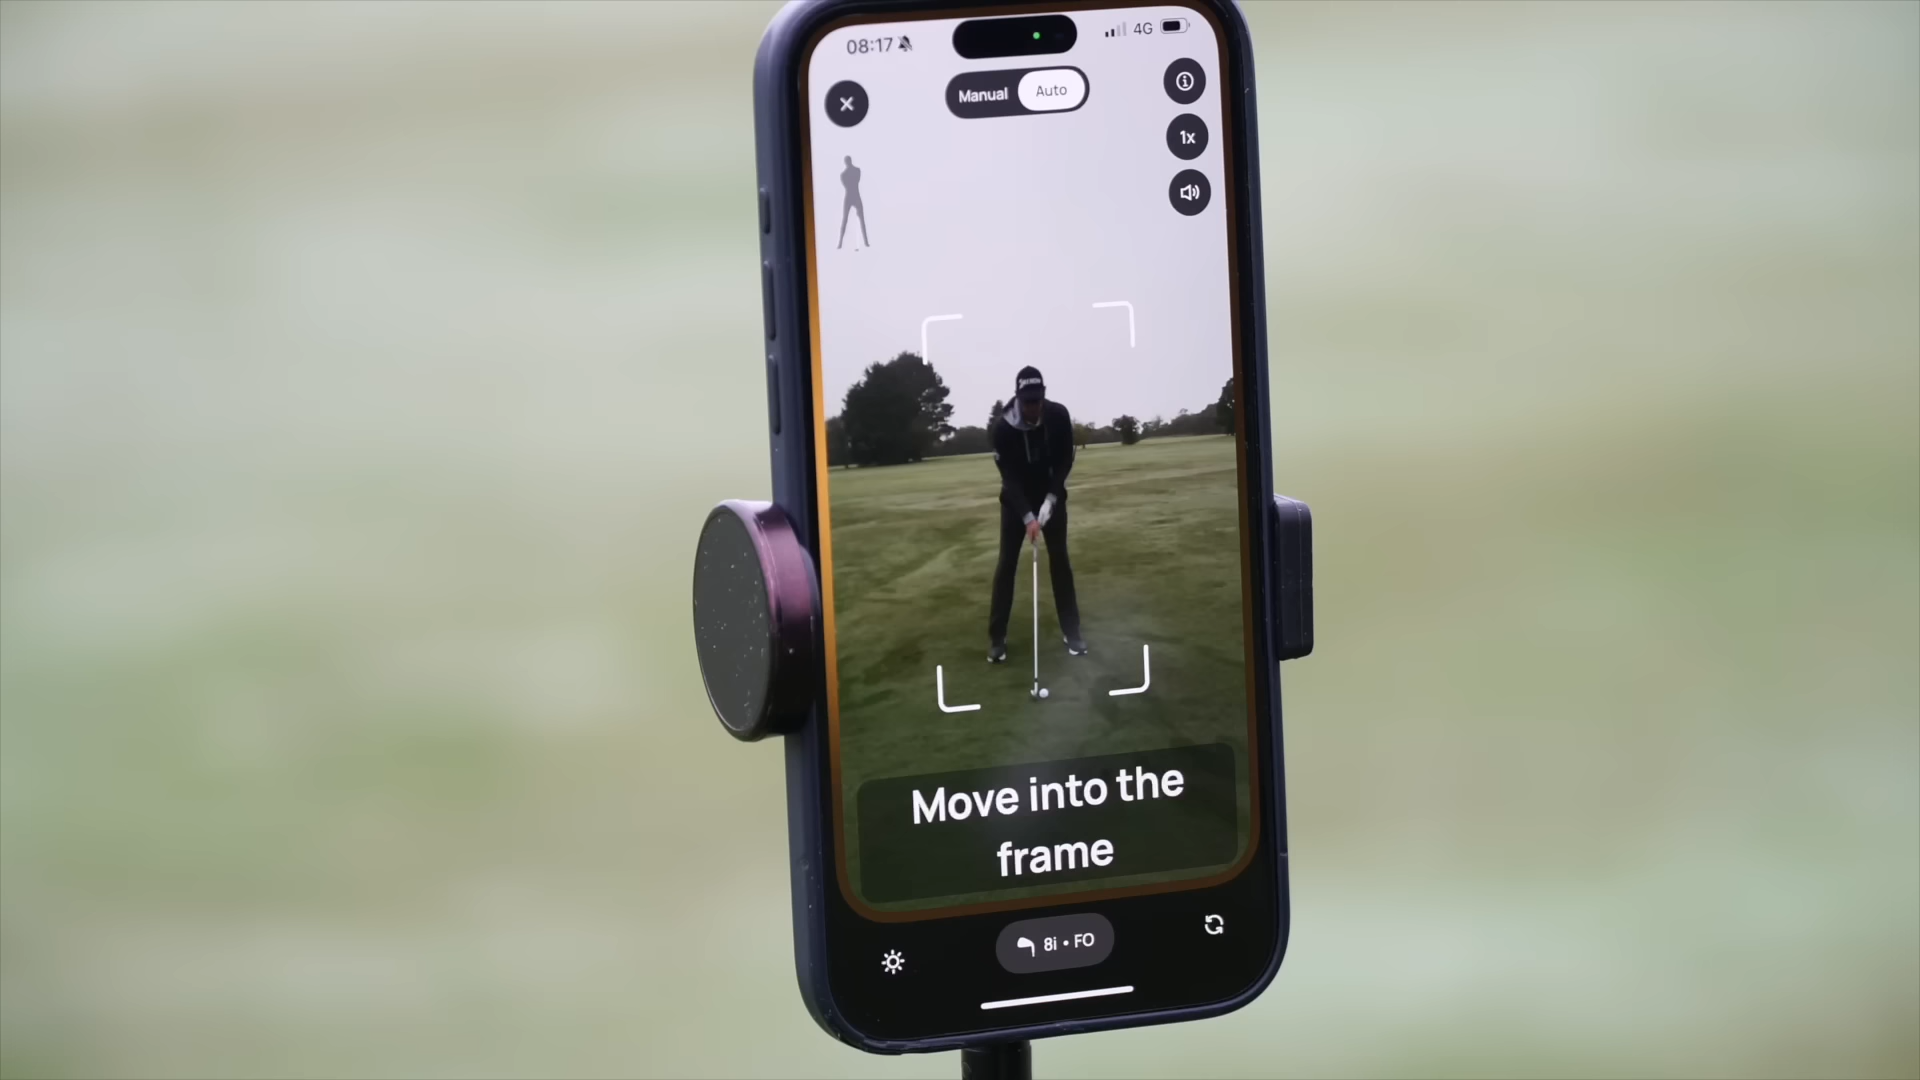 08:17
4G
Manual
Auto
1x
Move into the
frame
8i • FO